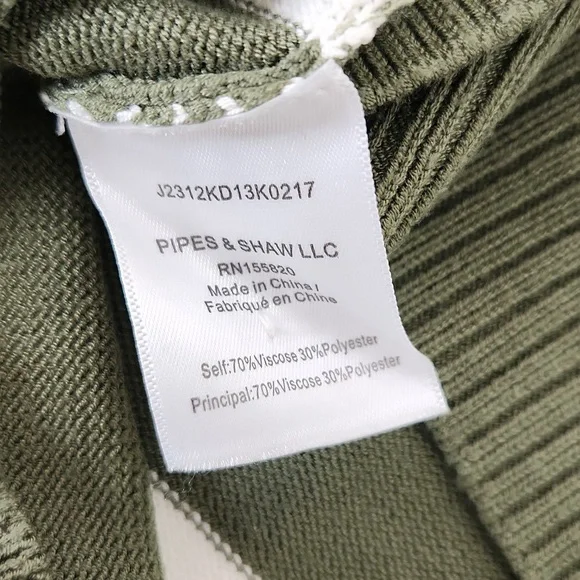 J2312KD13K0217
PIPES & SHAW LLC
RN155820
Made in China /
Fabriqué en Chine
Self:70%Viscose 30%Polyester
Principal:70%Viscose 30%Polyester